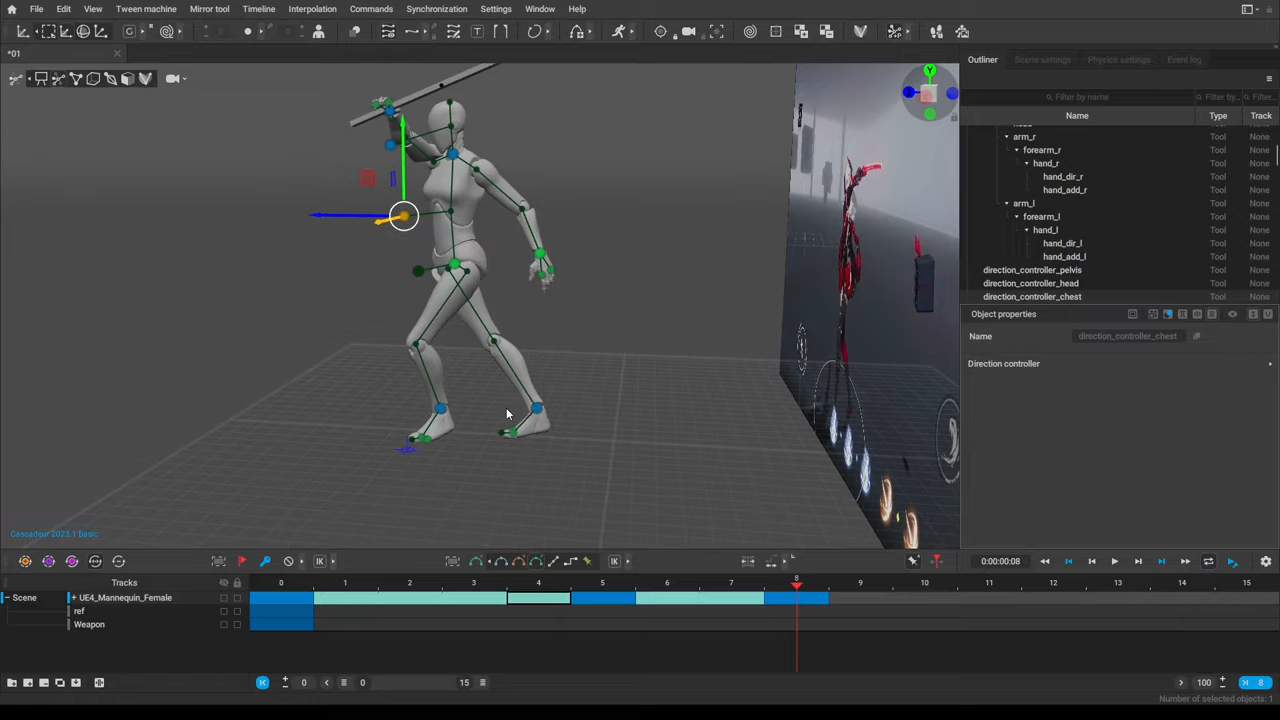 File Edit View Tween machine Mirror tool Timeline Interpolation Commands Synchronization Settings Window Help
*01
Outliner Scene settings Physics settings Event log
Filter by name Filter by... Filter...
Name Type Track
head Tool None
arm_r Tool None
forearm_r Tool None
hand_r Tool None
hand_dir_r Tool None
hand_add_r Tool None
arm_l Tool None
forearm_l Tool None
hand_l Tool None
hand_dir_l Tool None
hand_add_l Tool None
direction_controller_pelvis Tool None
direction_controller_head Tool None
direction_controller_chest Tool None
Object properties
Name direction_controller_chest
Direction controller
Y
Cascadeur 2023.1 Basic
IK IK 0:00:00:08
Tracks 0 1 2 3 4 5 6 7 8 9 10 11 12 13 14 15
Scene + UE4_Mannequin_Female
ref
Weapon
0 0 15 100 8
Number of selected objects: 1